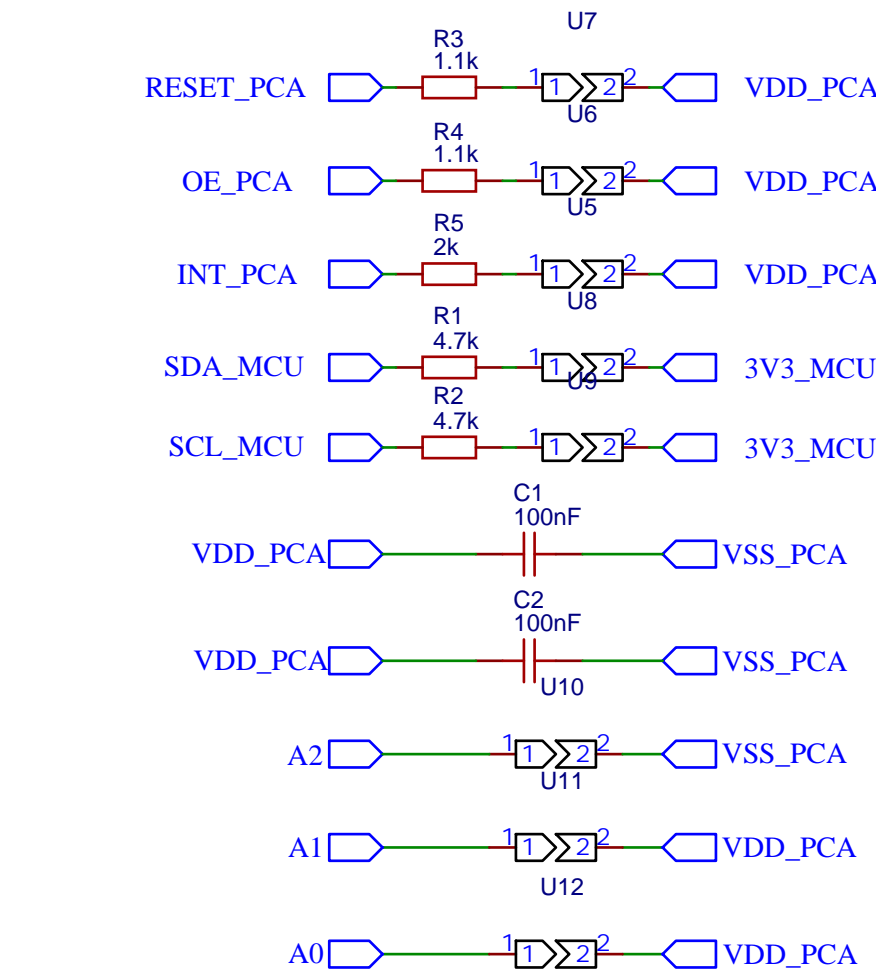 U7
R3
1.1k
RESET_PCA 1 1 2 2 VDD_PCA
U6
R4
1.1k
OE_PCA 1 1 2 2 VDD_PCA
U5
R5
2k
INT_PCA 1 1 2 2 VDD_PCA
U8
R1
4.7k
SDA_MCU 1 1 2 2 3V3_MCU
U9
R2
4.7k
SCL_MCU 1 1 2 2 3V3_MCU
C1
100nF
VDD_PCA VSS_PCA
C2
100nF
VDD_PCA VSS_PCA
U10
A2 1 1 2 2 VSS_PCA
U11
A1 1 1 2 2 VDD_PCA
U12
A0 1 1 2 2 VDD_PCA